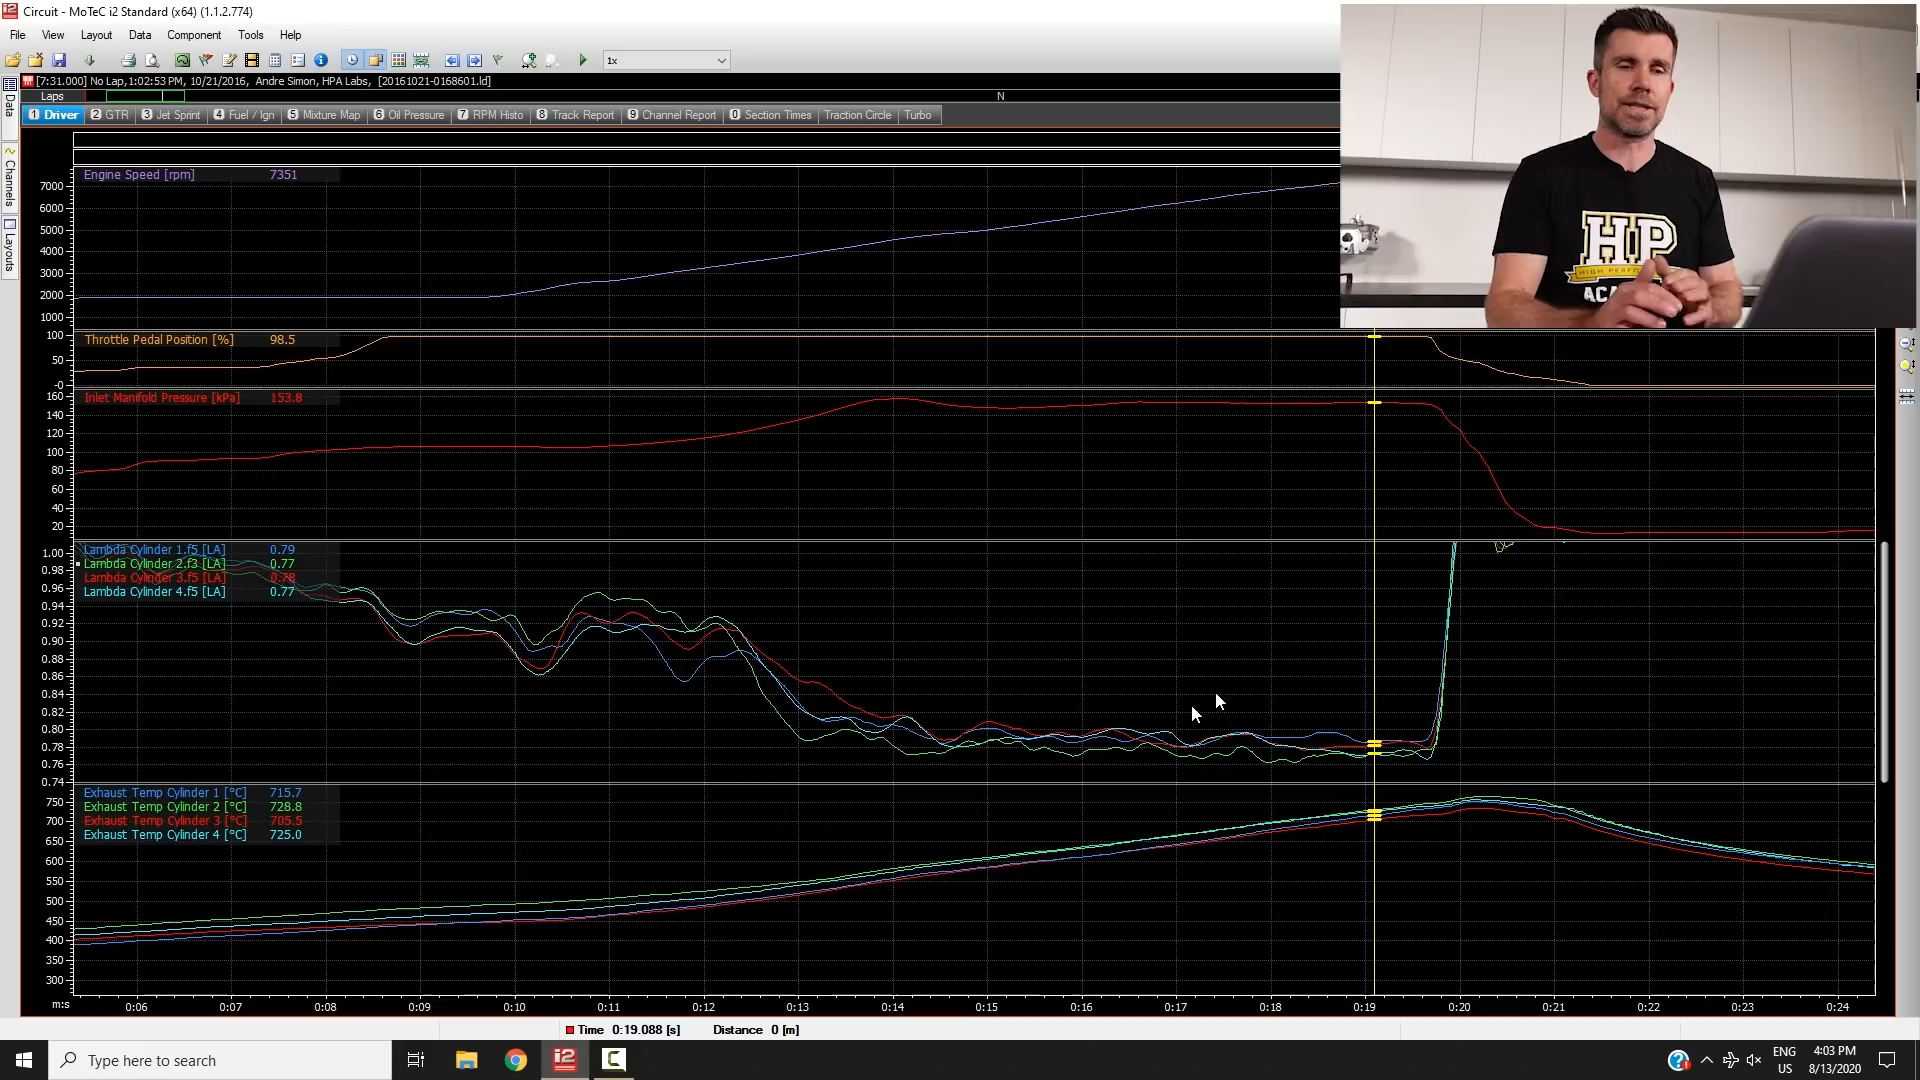 Circuit - MoTeC i2 Standard (x64) (1.1.2.774)
File View Layout Data Component Tools Help
1x
[7:31.000] No Lap,1:02:53 PM, 10/21/2016, Andre Simon, HPA Labs, [20161021-0168601.ld]
Laps N
1 Driver 2 GTR 3 Jet Sprint 4 Fuel / Ign 5 Mixture Map 6 Oil Pressure 7 RPM Histo 8 Track Report 9 Channel Report 0 Section Times Traction Circle Turbo
Data
Channels
Layouts
Engine Speed [rpm] 7351
7000
6000
5000
4000
3000
2000
1000
Throttle Pedal Position [%] 98.5
100
50
-0
Inlet Manifold Pressure [kPa] 153.8
160
140
120
100
80
60
40
20
Lambda Cylinder 1.f5 [LA] 0.79
Lambda Cylinder 2.f3 [LA] 0.77
Lambda Cylinder 3.f5 [LA] 0.78
Lambda Cylinder 4.f5 [LA] 0.77
1.00
0.98
0.96
0.94
0.92
0.90
0.88
0.86
0.84
0.82
0.80
0.78
0.76
0.74
Exhaust Temp Cylinder 1 [°C] 715.7
Exhaust Temp Cylinder 2 [°C] 728.8
Exhaust Temp Cylinder 3 [°C] 705.5
Exhaust Temp Cylinder 4 [°C] 725.0
750
700
650
600
550
500
450
400
350
300
m:s 0:06 0:07 0:08 0:09 0:10 0:11 0:12 0:13 0:14 0:15 0:16 0:17 0:18 0:19 0:20 0:21 0:22 0:23 0:24
Time 0:19.088 [s] Distance 0 [m]
HP
Type here to search
i2
ENG
US
4:03 PM
8/13/2020